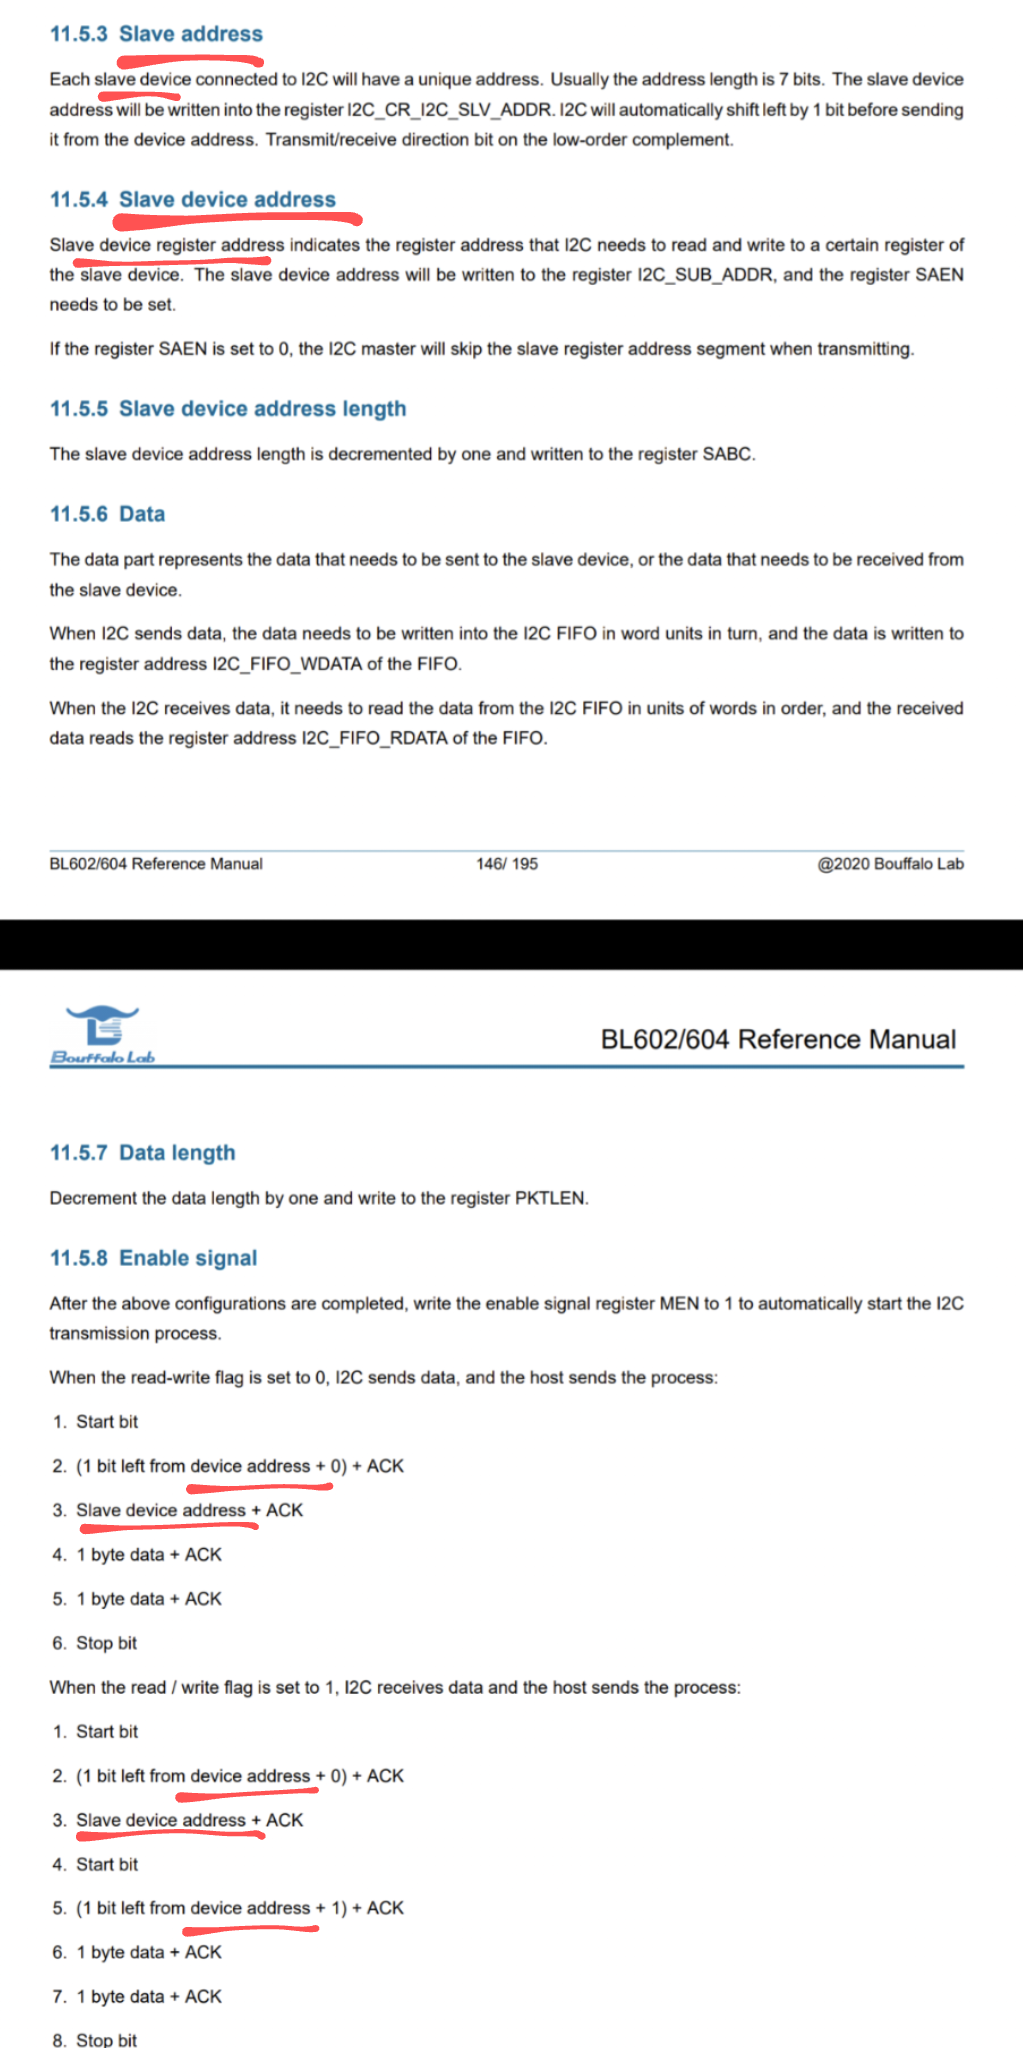 11.5.3 Slave address
Each slave device connected to I2C will have a unique address. Usually the address length is 7 bits. The slave device
address will be written into the register I2C_CR_I2C_SLV_ADDR. I2C will automatically shift left by 1 bit before sending
it from the device address. Transmit/receive direction bit on the low-order complement.
11.5.4 Slave device address
Slave device register address indicates the register address that I2C needs to read and write to a certain register of
the slave device. The slave device address will be written to the register I2C_SUB_ADDR, and the register SAEN
needs to be set.
If the register SAEN is set to 0, the I2C master will skip the slave register address segment when transmitting.
11.5.5 Slave device address length
The slave device address length is decremented by one and written to the register SABC.
11.5.6 Data
The data part represents the data that needs to be sent to the slave device, or the data that needs to be received from
the slave device.
When I2C sends data, the data needs to be written into the I2C FIFO in word units in turn, and the data is written to
the register address I2C_FIFO_WDATA of the FIFO.
When the I2C receives data, it needs to read the data from the I2C FIFO in units of words in order, and the received
data reads the register address I2C_FIFO_RDATA of the FIFO.
BL602/604 Reference Manual 146/ 195 @2020 Bouffalo Lab
Bouffalo Lab
BL602/604 Reference Manual
11.5.7 Data length
Decrement the data length by one and write to the register PKTLEN.
11.5.8 Enable signal
After the above configurations are completed, write the enable signal register MEN to 1 to automatically start the I2C
transmission process.
When the read-write flag is set to 0, I2C sends data, and the host sends the process:
1. Start bit
2. (1 bit left from device address + 0) + ACK
3. Slave device address + ACK
4. 1 byte data + ACK
5. 1 byte data + ACK
6. Stop bit
When the read / write flag is set to 1, I2C receives data and the host sends the process:
1. Start bit
2. (1 bit left from device address + 0) + ACK
3. Slave device address + ACK
4. Start bit
5. (1 bit left from device address + 1) + ACK
6. 1 byte data + ACK
7. 1 byte data + ACK
8. Stop bit